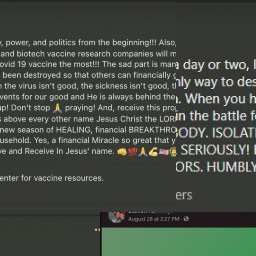 y, power, and politics from the beginning!!! Also,
and biotech vaccine research companies will m
ovid 19 vaccine the most!!! The sad part is man
been destroyed so that others can financially g
n the virus isn't good, the sickness isn't good, t
vents for our good and He is always behind the
up! Don't stop 🙏 praying! And, receive this pro
s above every other name Jesus Christ the LOR
new season of HEALING, financial BREAKTHRO
usehold. Yes, a financial Miracle so great that y
ve and Receive In Jesus' name. 👊💯🙏💪🇺🇸
enter for vaccine resources.
a day or two, l
nly way to des
. When you h
in the battle f
ODY. ISOLATI
SERIOUSLY! I
ORS. HUMBLY
ers
August 28 at 2:27 PM